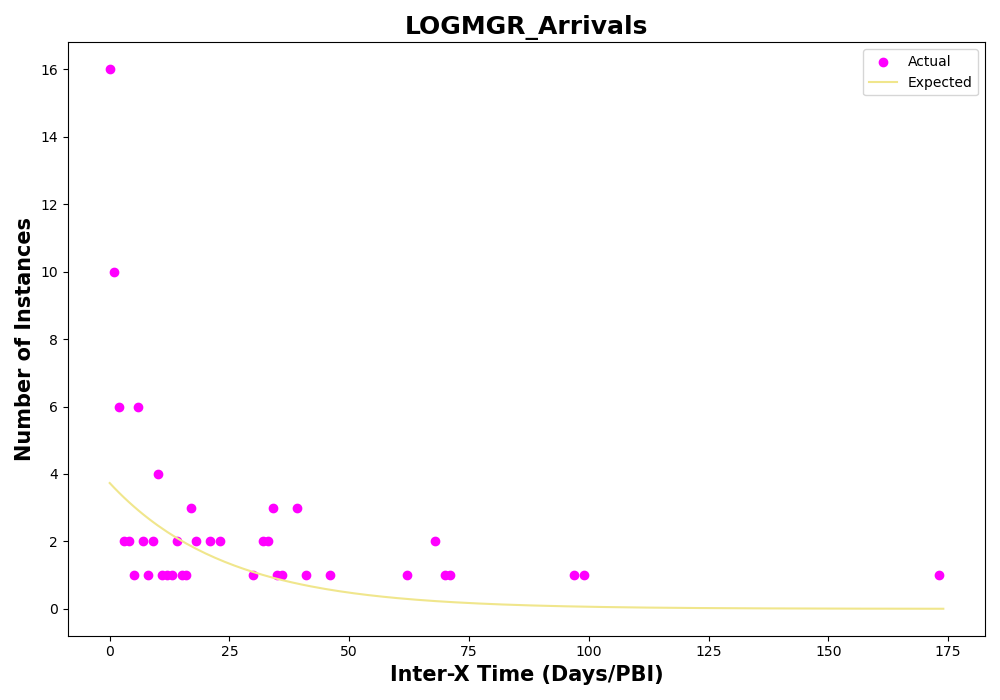 LOGMGR_Arrivals
Actual
Expected
16
14
12
10
8
6
4
2
0
Number of Instances
0 25 50 75 100 125 150 175
Inter-X Time (Days/PBI)